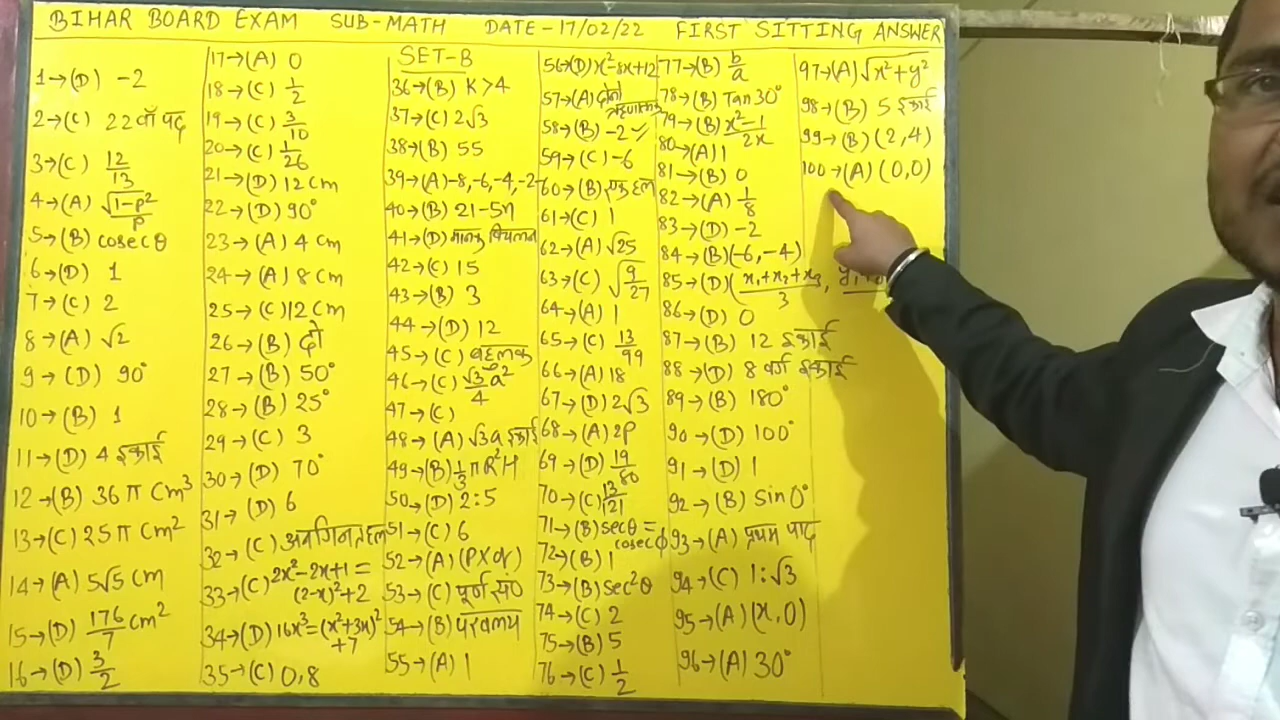 BIHAR BOARD EXAM SUB-MATH DATE-17/02/22 FIRST SITTING ANSWER
1→(D) -2
2→(C) 22वाँ पद
3→(C) 12/13
4→(A) √1-P²/P
5→(B) cosec θ
6→(D) 1
7→(C) 2
8→(A) √2
9→(D) 90°
10→(B) 1
11→(D) 4 इकाई
12→(B) 36π cm³
13→(C) 25π cm²
14→(A) 5√5 cm
15→(D) 176/7 cm²
16→(D) 3/2
17→(A) 0
18→(C) 1/2
19→(C) 3/10
20→(C) 1/26
21→(D) 12 cm
22→(D) 90°
23→(A) 4 cm
24→(A) 8 cm
25→(C) 12 cm
26→(B) दो
27→(B) 50°
28→(B) 25°
29→(C) 3
30→(D) 70°
31→(D) 6
32→(C)
33→(C) 2x²-2x+1=
(2-x)²+2
34→(D) 16x³=(x²+3x)²
+7
35→(C) 0,8
SET-B
36→(B) K>4
37→(C) 2√3
38→(B) 55
39→(A) -8,-6,-4,-2
40→(B) 21-5n
41→(D) मानक विचलन
42→(C) 15
43→(B) 3
44→(D) 12
45→(C) बहुलक
46→(C) √3/4 a²
47→(C)
48→(A) √3a इकाई
49→(B) 1/3 πR²H
50→(D) 2:5
51→(C) 6
52→(A) (P×q)
53→(C) पूर्ण सं०
54→(B) परवलय
55→(A) 1
56→(D) x²-8x+12
57→(A) दोनों
58→(B) -2
59→(C) -6
60→(B) एक हल
61→(C) 1
62→(A) √25
63→(C) √9/27
64→(A) 1
65→(C) 13/99
66→(A) 18
67→(D) 2√3
68→(A) 2P
69→(D) 19/80
70→(C) 13/121
71→(B) secθ=
cosecφ
72→(B) 1
73→(B) sec²θ
74→(C) 2
75→(B) 5
76→(C) 1/2
77→(B) b/a
78→(B) Tan 30°
79→(B) x²-1/2x
80→(A) 1
81→(B) 0
82→(A) 1/8
83→(D) -2
84→(B) (-6,-4)
85→(D) (x₁+x₂+x₃/3,
86→(D) 0
87→(B) 12 इकाई
88→(D) 8 वर्ग इकाई
89→(B) 180°
90→(D) 100°
91→(D) 1
92→(B) Sin 0°
93→(A) प्रथम पाद
94→(C) 1:√3
95→(A) (x,0)
96→(A) 30°
97→(A) √x²+y²
98→(B) 5 इकाई
99→(B) (2,4)
100→(A) (0,0)